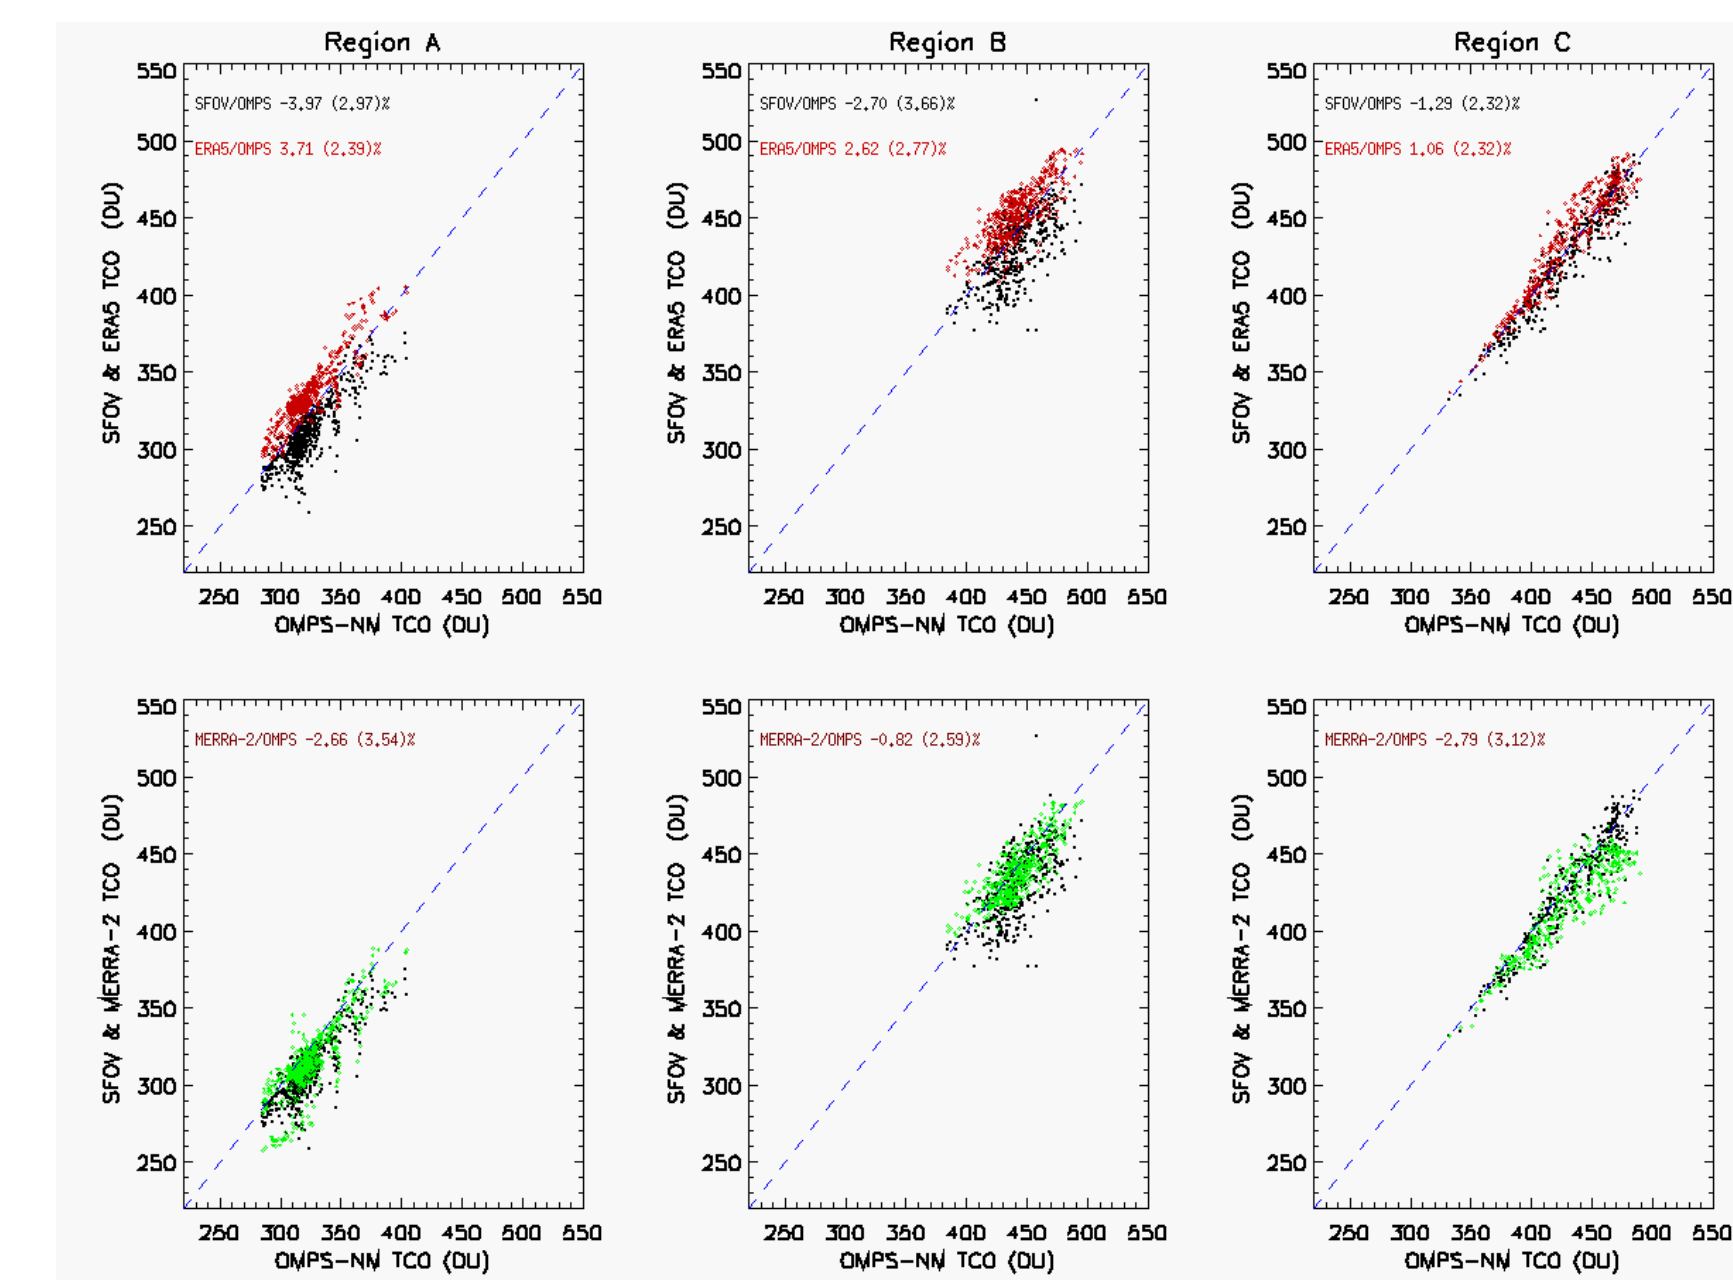 Region A
Region B
Region C
SFOV/OMPS -3.97 (2.97)%
ERA5/OMPS 3.71 (2.39)%
550
500
450
400
350
300
250
SFOV & ERA5 TCO (DU)
250 300 350 400 450 500 550
OMPS-NM TCO (DU)
SFOV/OMPS -2.70 (3.66)%
ERA5/OMPS 2.62 (2.77)%
550
500
450
400
350
300
250
SFOV & ERA5 TCO (DU)
250 300 350 400 450 500 550
OMPS-NM TCO (DU)
SFOV/OMPS -1.29 (2.32)%
ERA5/OMPS 1.06 (2.32)%
550
500
450
400
350
300
250
SFOV & ERA5 TCO (DU)
250 300 350 400 450 500 550
OMPS-NM TCO (DU)
MERRA-2/OMPS -2.66 (3.54)%
550
500
450
400
350
300
250
SFOV & MERRA-2 TCO (DU)
250 300 350 400 450 500 550
OMPS-NM TCO (DU)
MERRA-2/OMPS -0.82 (2.59)%
550
500
450
400
350
300
250
SFOV & MERRA-2 TCO (DU)
250 300 350 400 450 500 550
OMPS-NM TCO (DU)
MERRA-2/OMPS -2.79 (3.12)%
550
500
450
400
350
300
250
SFOV & MERRA-2 TCO (DU)
250 300 350 400 450 500 550
OMPS-NM TCO (DU)